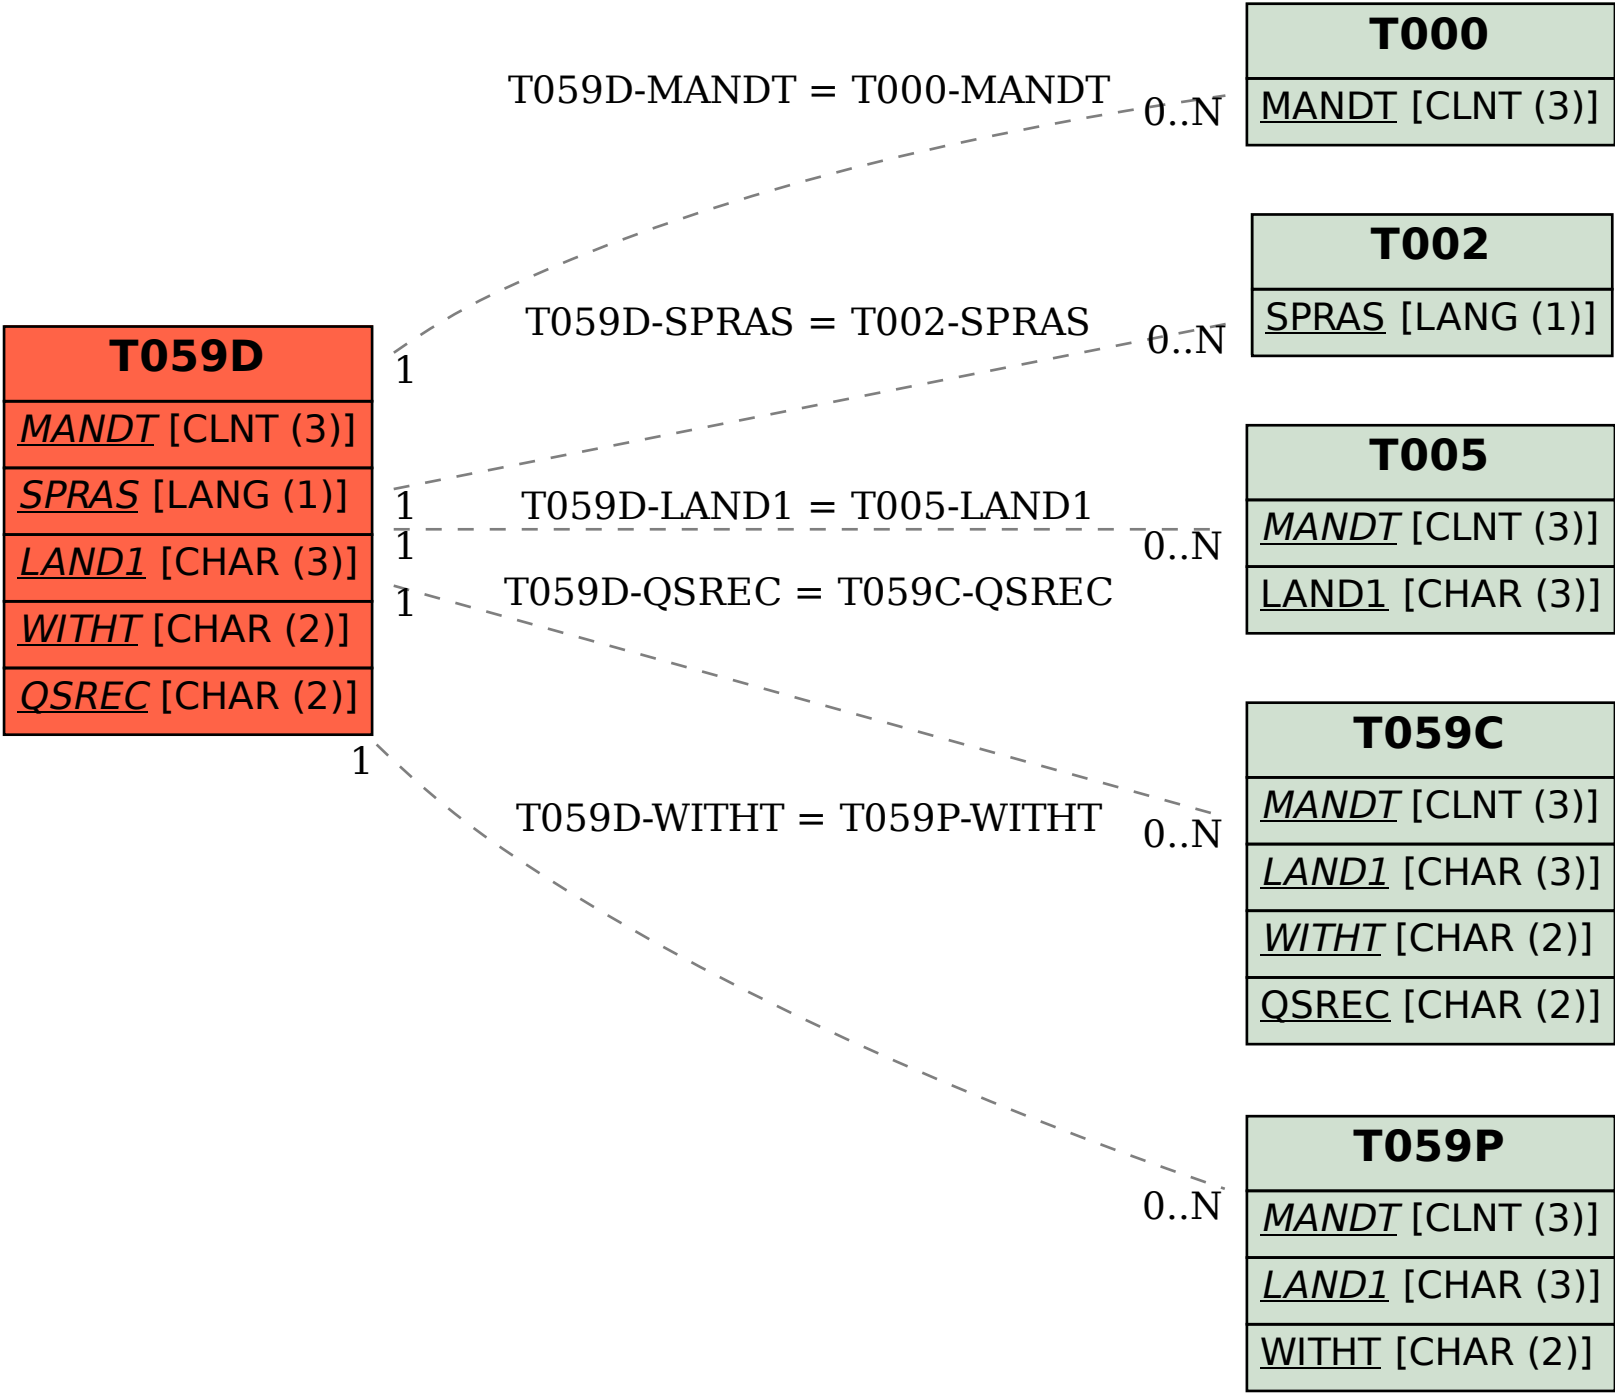 T059D
MANDT [CLNT (3)]
SPRAS [LANG (1)]
LAND1 [CHAR (3)]
WITHT [CHAR (2)]
QSREC [CHAR (2)]
T059D-MANDT = T000-MANDT
1
0..N
T059D-SPRAS = T002-SPRAS
1
0..N
T059D-LAND1 = T005-LAND1
1
0..N
T059D-QSREC = T059C-QSREC
1
0..N
T059D-WITHT = T059P-WITHT
1
0..N
T000
MANDT [CLNT (3)]
T002
SPRAS [LANG (1)]
T005
MANDT [CLNT (3)]
LAND1 [CHAR (3)]
T059C
MANDT [CLNT (3)]
LAND1 [CHAR (3)]
WITHT [CHAR (2)]
QSREC [CHAR (2)]
T059P
MANDT [CLNT (3)]
LAND1 [CHAR (3)]
WITHT [CHAR (2)]